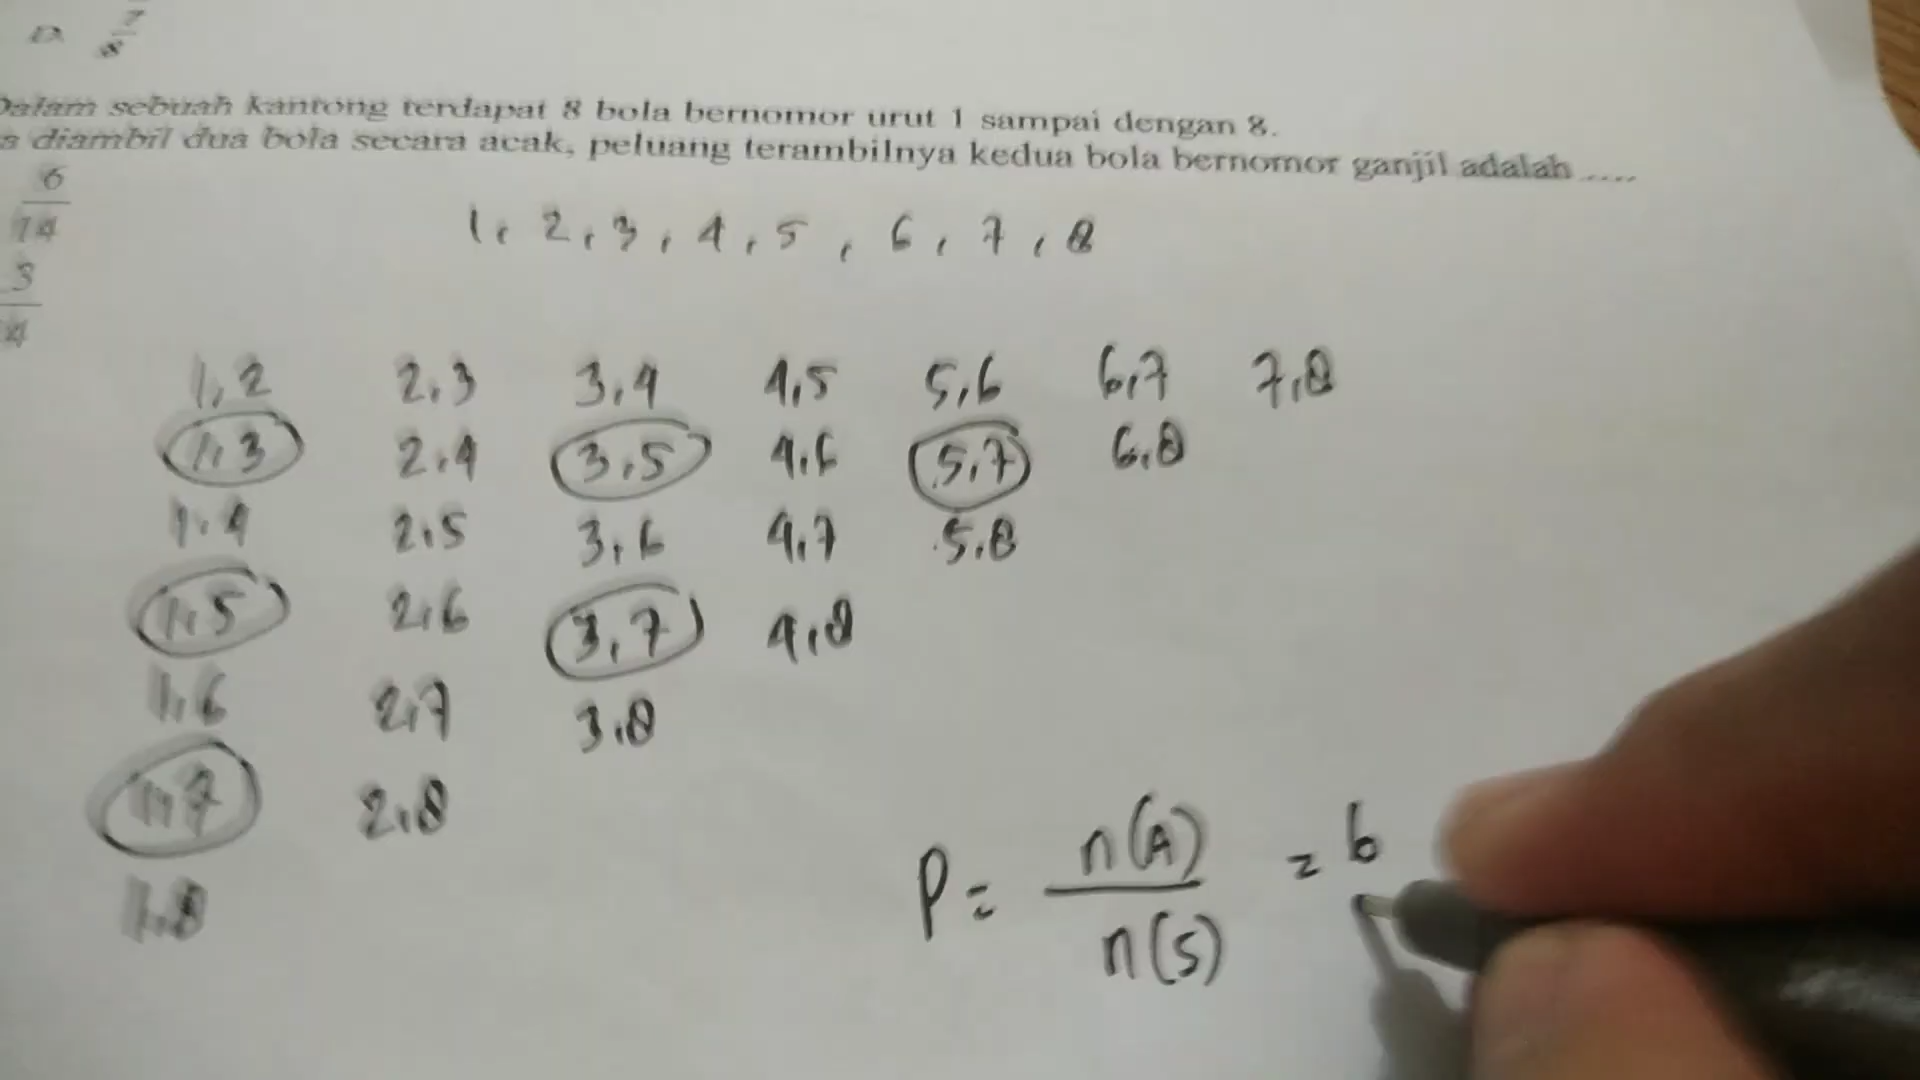 D. 7/8
Dalam sebuah kantong terdapat 8 bola bernomor urut 1 sampai dengan 8.
a diambil dua bola secara acak, peluang terambilnya kedua bola bernomor ganjil adalah ....
6/14
3/4
1, 2, 3, 4, 5, 6, 7, 8
1,2 2,3 3,4 4,5 5,6 6,7 7,8
1,3 2,4 3,5 4,6 5,7 6,8
1,4 2,5 3,6 4,7 5,8
1,5 2,6 3,7 4,8
1,6 2,7 3,8
1,7 2,8
1,8
P = n(A)/n(S) = 6